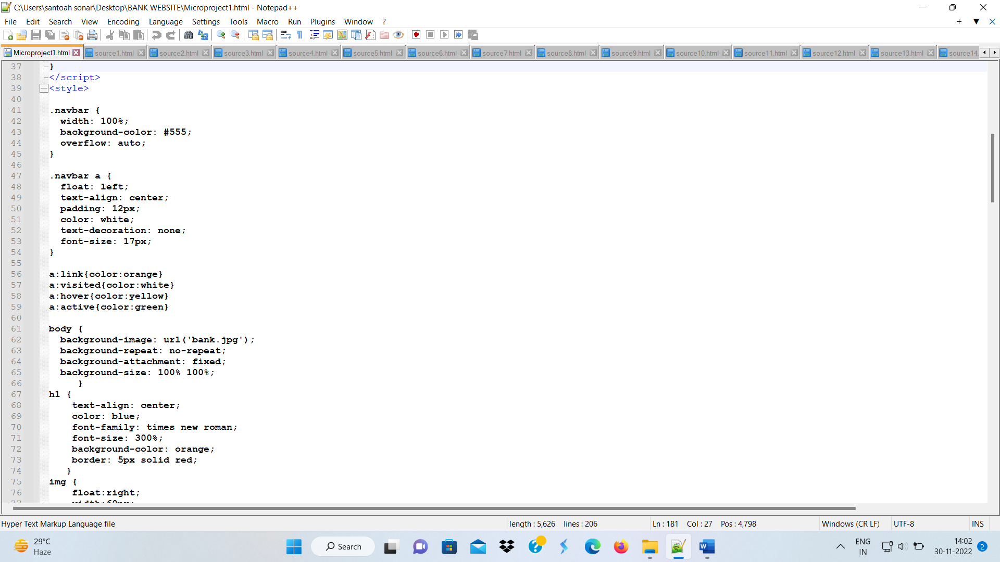 C:\Users\santoah sonar\Desktop\BANK WEBSITE\Microproject1.html - Notepad++
File Edit Search View Encoding Language Settings Tools Macro Run Plugins Window ?
Microproject1.html source1.html source2.html source3.html source4.html source5.html source6.html source7.html source8.html source9.html source10.html source11.html source12.html source13.html source14.
37 }
38 </script>
39 <style>
40
41 .navbar {
42 width: 100%;
43 background-color: #555;
44 overflow: auto;
45 }
46
47 .navbar a {
48 float: left;
49 text-align: center;
50 padding: 12px;
51 color: white;
52 text-decoration: none;
53 font-size: 17px;
54 }
55
56 a:link{color:orange}
57 a:visited{color:white}
58 a:hover{color:yellow}
59 a:active{color:green}
60
61 body {
62 background-image: url('bank.jpg');
63 background-repeat: no-repeat;
64 background-attachment: fixed;
65 background-size: 100% 100%;
66 }
67 h1 {
68 text-align: center;
69 color: blue;
70 font-family: times new roman;
71 font-size: 300%;
72 background-color: orange;
73 border: 5px solid red;
74 }
75 img {
76 float:right;
Hyper Text Markup Language file length : 5,626 lines : 206 Ln : 181 Col : 27 Pos : 4,798 Windows (CR LF) UTF-8 INS
29°C
Haze
Search
ENG
IN
14:02
30-11-2022
2